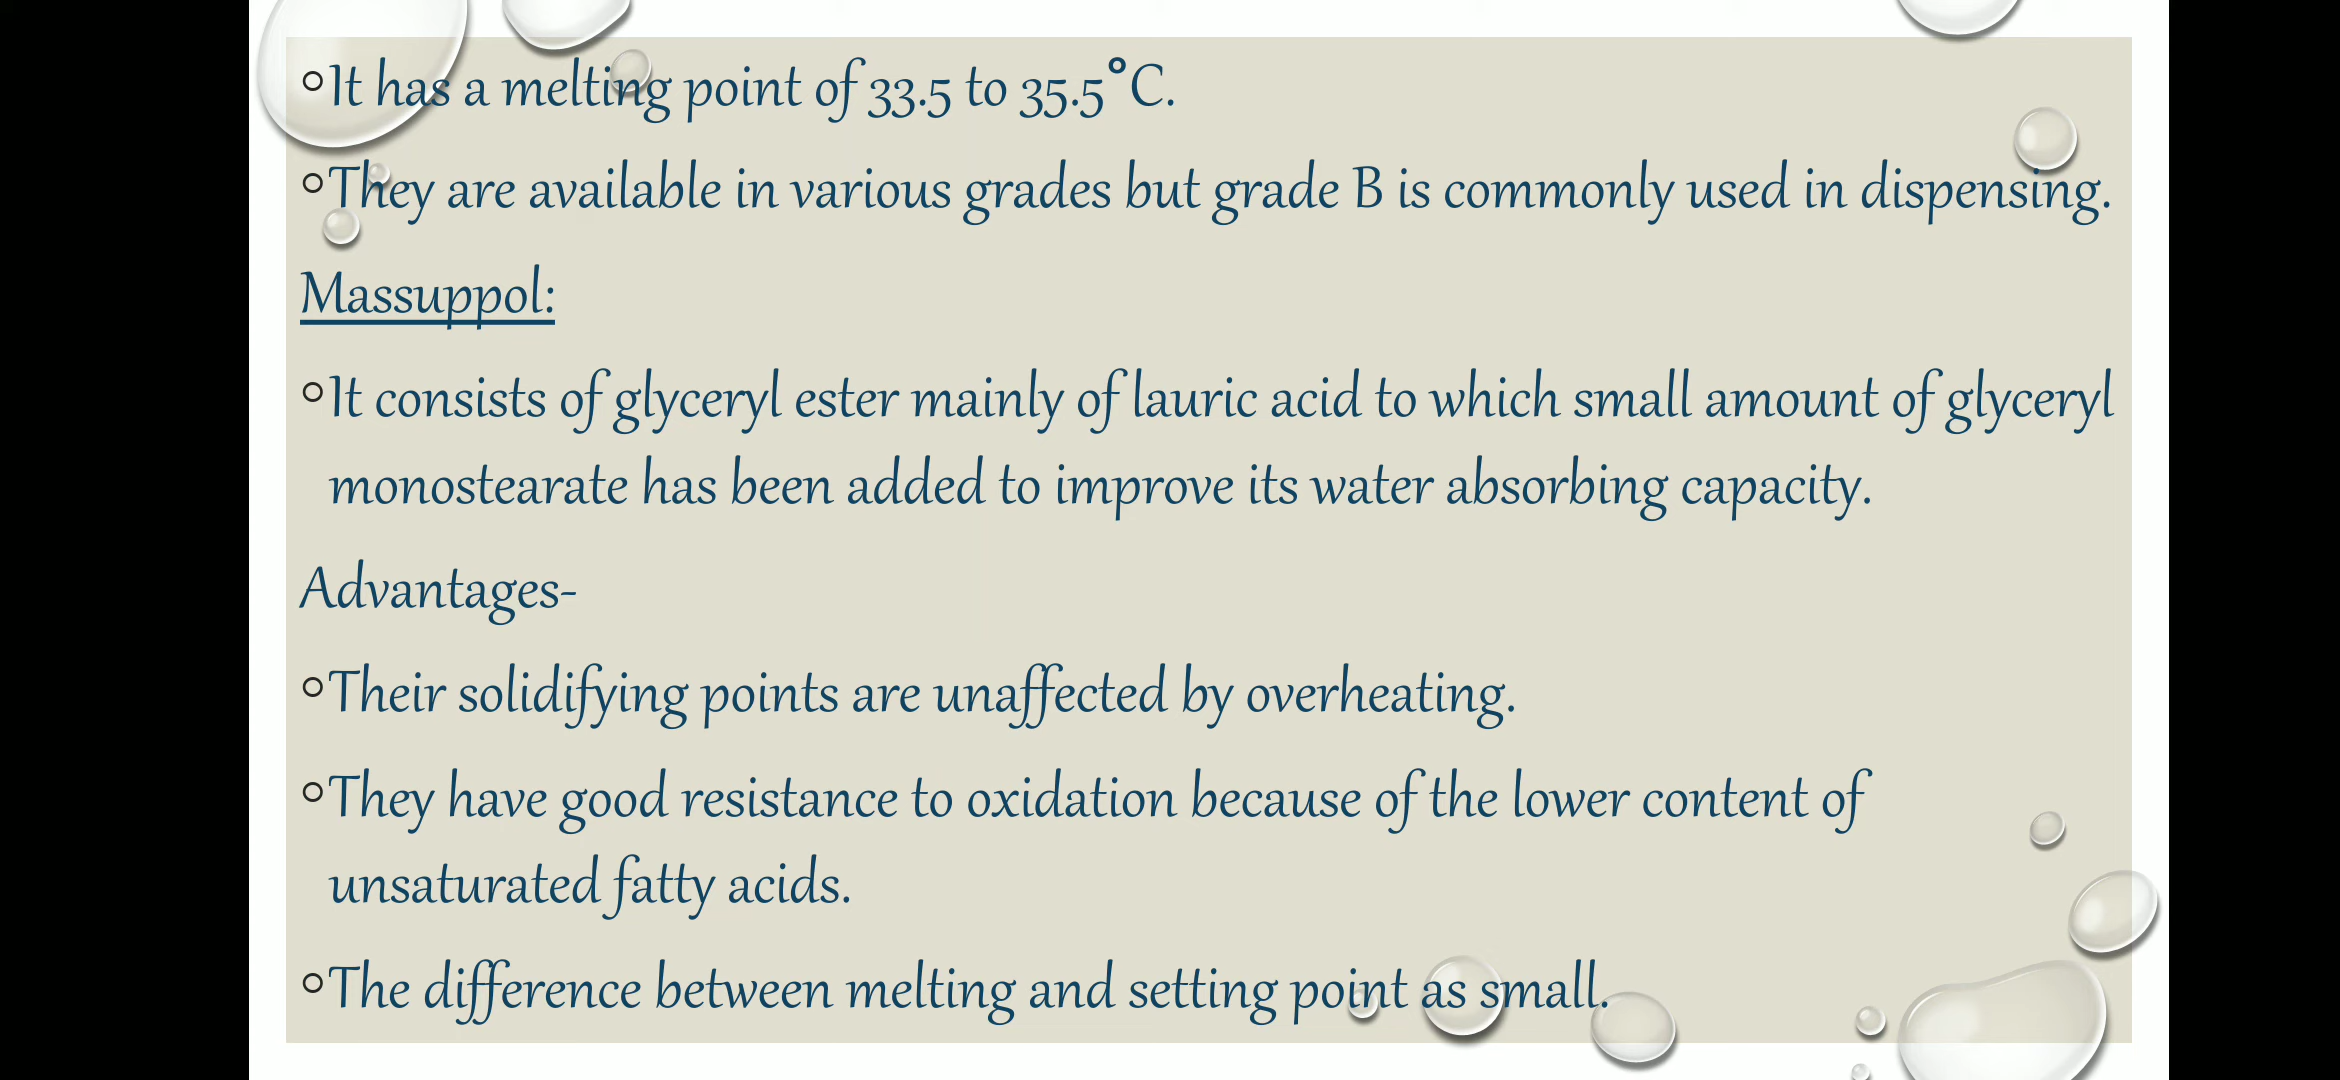 It has a melting point of 33.5 to 35.5°C.
They are available in various grades but grade B is commonly used in dispensing.
Massuppol:
It consists of glyceryl ester mainly of lauric acid to which small amount of glyceryl
monostearate has been added to improve its water absorbing capacity.
Advantages-
Their solidifying points are unaffected by overheating.
They have good resistance to oxidation because of the lower content of
unsaturated fatty acids.
The difference between melting and setting point as small.